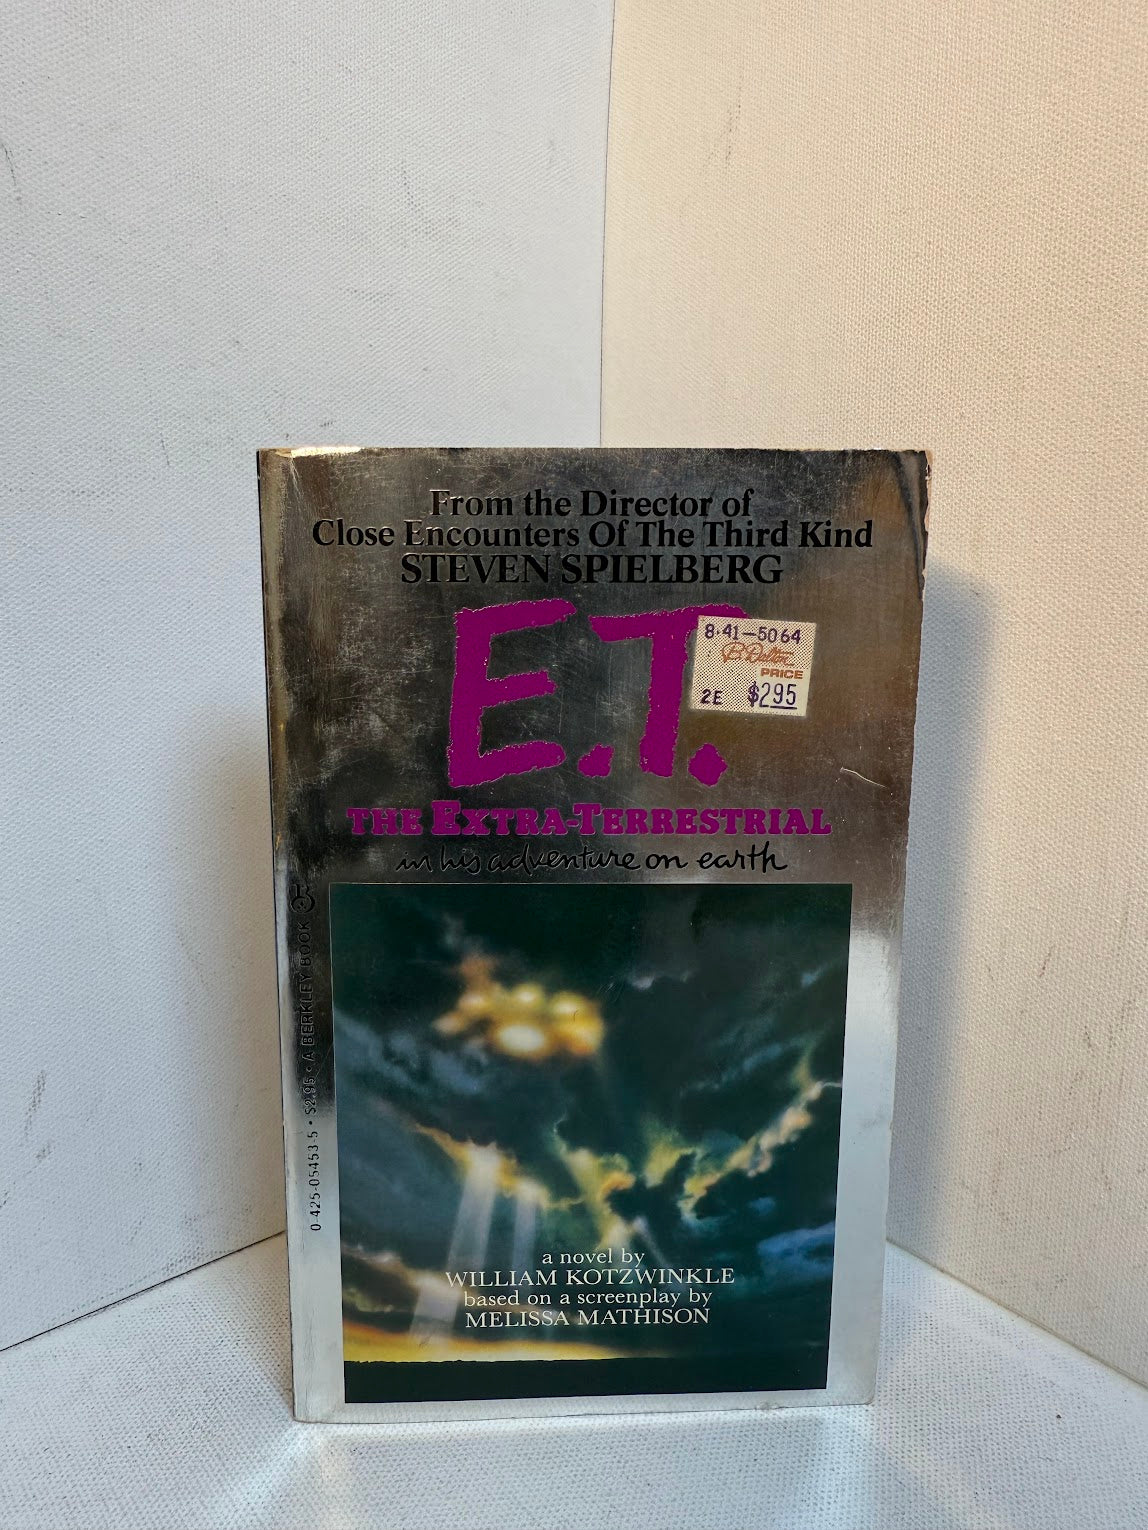 From the Director of
Close Encounters Of The Third Kind
STEVEN SPIELBERG
E.T.
8·41-5064
B. Dalton
PRICE
2E $295
THE EXTRA-TERRESTRIAL
in his adventure on earth
0-425-05453-5 • $2.95 • A BERKLEY BOOK
a novel by
WILLIAM KOTZWINKLE
based on a screenplay by
MELISSA MATHISON